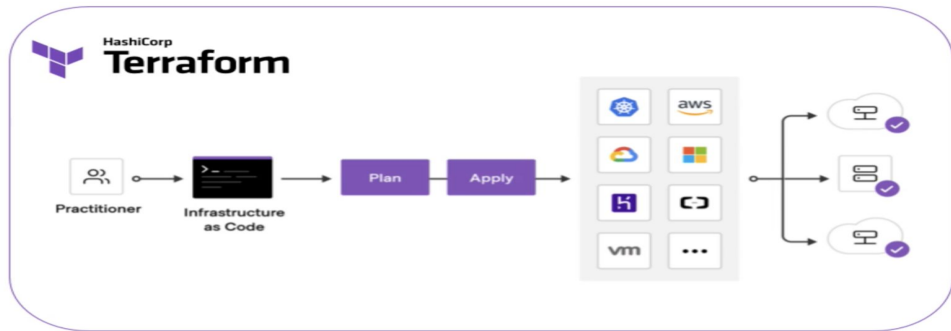 HashiCorp
Terraform
aws
Plan
Apply
Practitioner
Infrastructure
as Code
vm